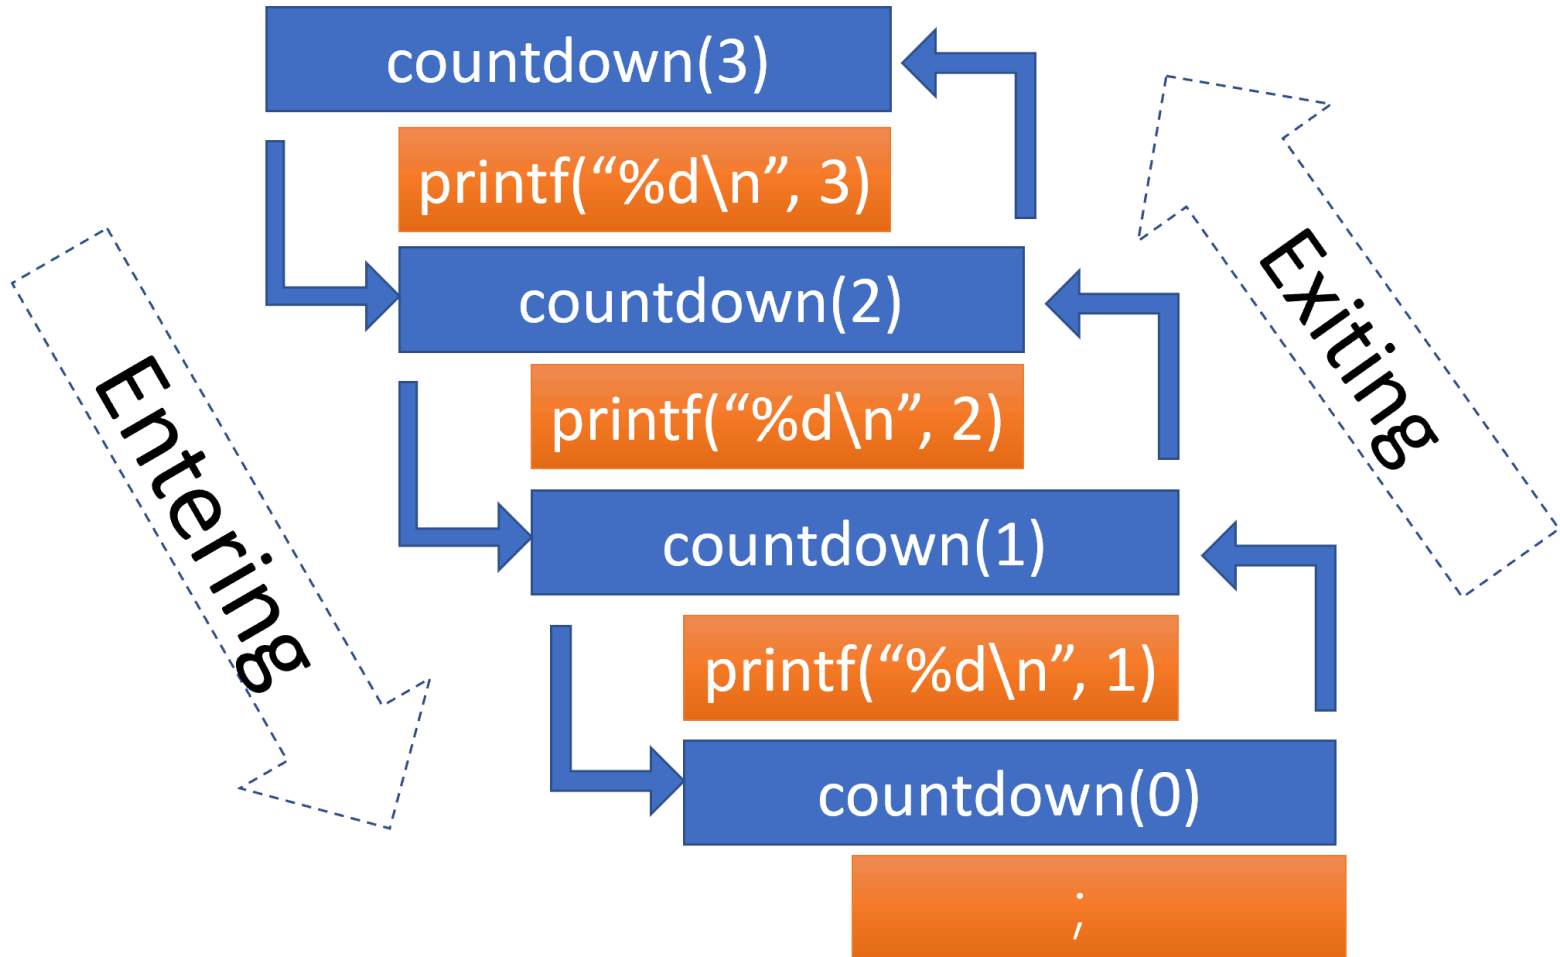 countdown(3)
printf(“%d\n”, 3)
countdown(2)
printf(“%d\n”, 2)
countdown(1)
printf(“%d\n”, 1)
countdown(0)
;
Entering
Exiting